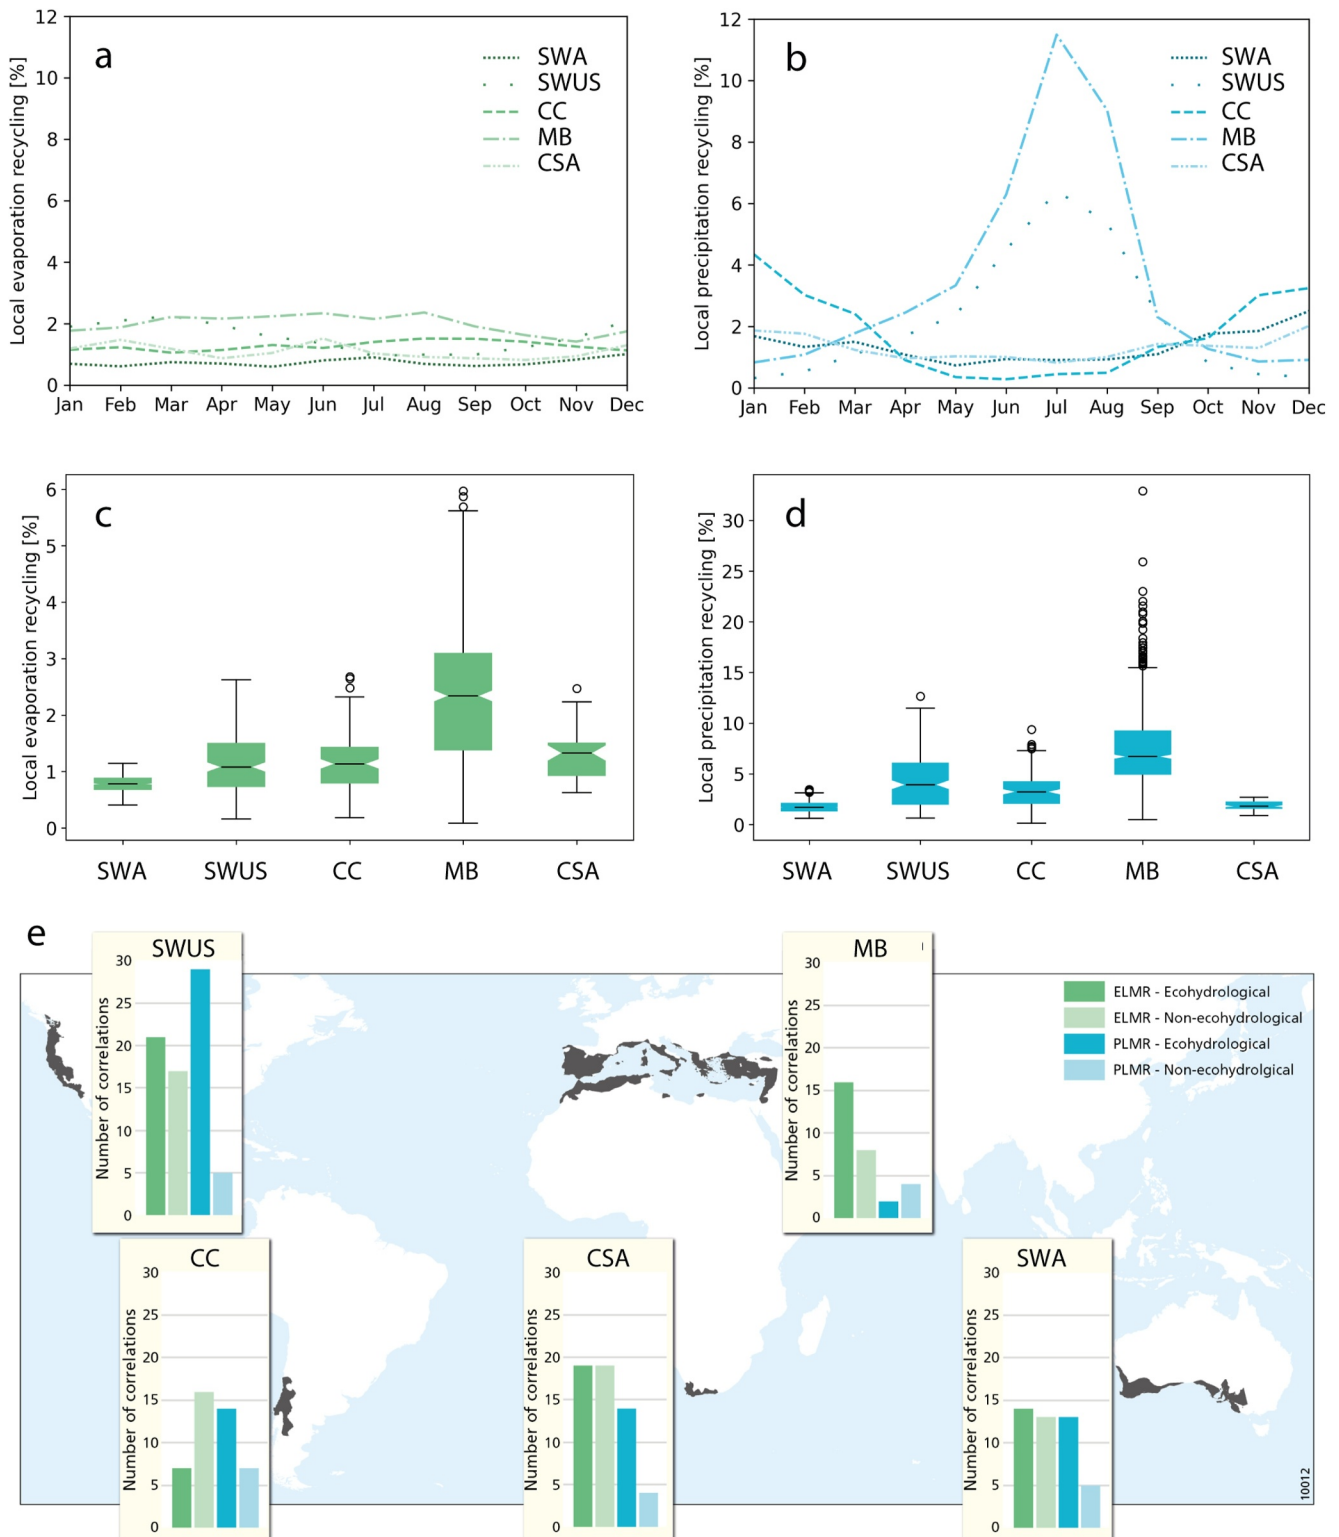 a
Local evaporation recycling [%]
12
10
8
6
4
2
0
Jan Feb Mar Apr May Jun Jul Aug Sep Oct Nov Dec
SWA
SWUS
CC
MB
CSA
b
Local precipitation recycling [%]
12
10
8
6
4
2
0
Jan Feb Mar Apr May Jun Jul Aug Sep Oct Nov Dec
SWA
SWUS
CC
MB
CSA
c
Local evaporation recycling [%]
6
5
4
3
2
1
0
SWA SWUS CC MB CSA
d
Local precipitation recycling [%]
30
25
20
15
10
5
0
SWA SWUS CC MB CSA
e
SWUS
Number of correlations
30
25
20
15
10
5
0
MB
Number of correlations
30
25
20
15
10
5
0
ELMR - Ecohydrological
ELMR - Non-ecohydrological
PLMR - Ecohydrological
PLMR - Non-ecohydrolgical
CC
Number of correlations
30
25
20
15
10
5
0
CSA
Number of correlations
30
25
20
15
10
5
0
SWA
Number of correlations
30
25
20
15
10
5
0
10012